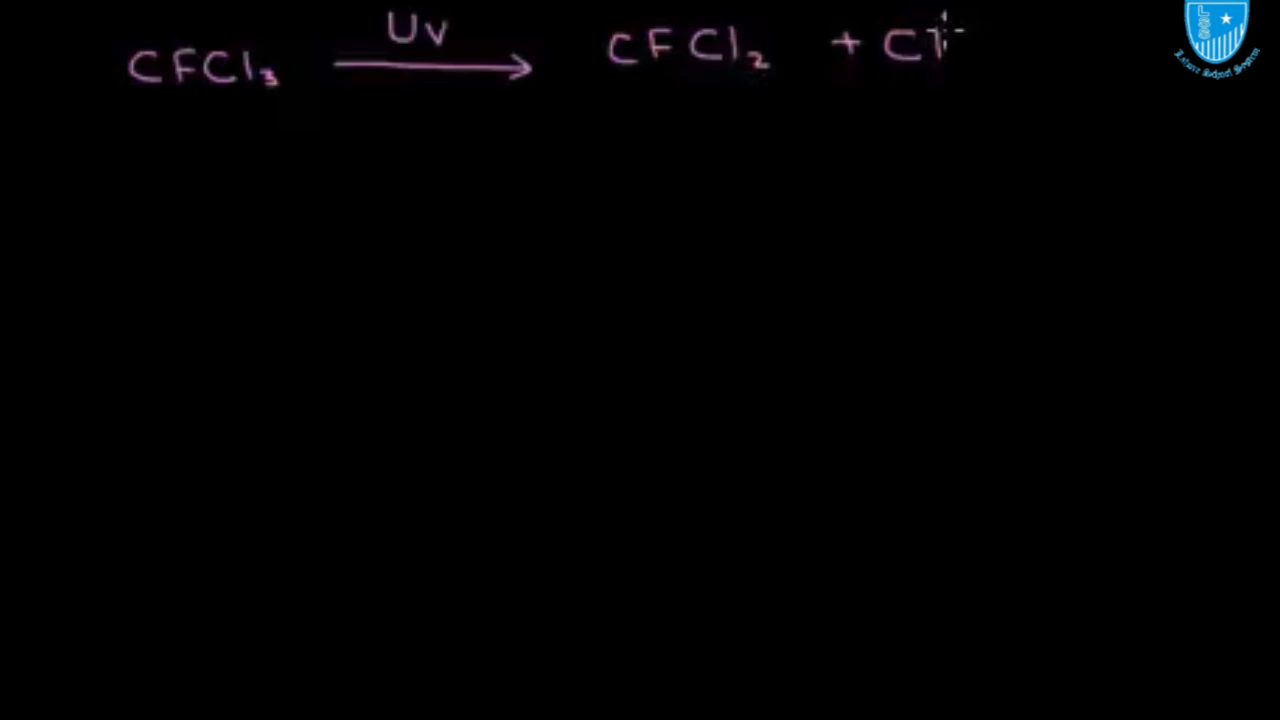 CFCl₃ UV → CFCl₂ + Cl